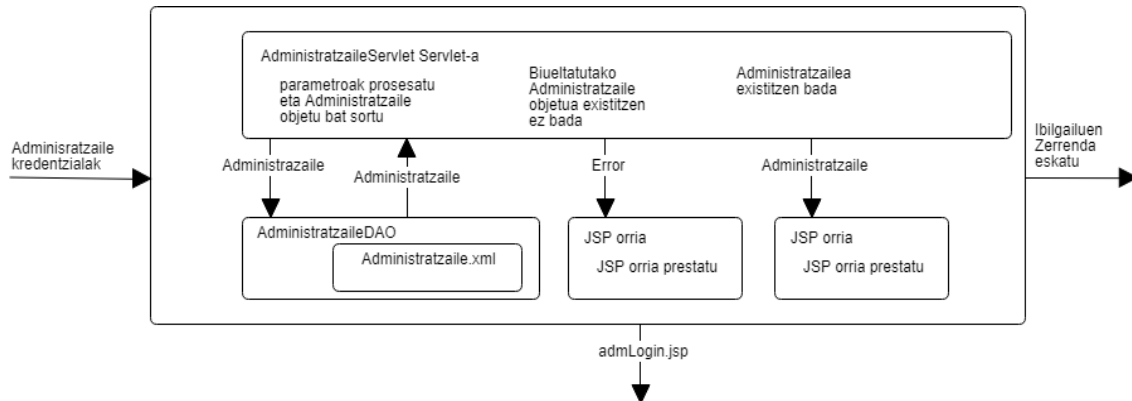 AdministratzaileServlet Servlet-a
parametroak prosesatu
eta Administratzaile
objetu bat sortu
Biueltatutako
Administratzaile
objetua existitzen
ez bada
Administratzailea
existitzen bada
Adminisratzaile
kredentzialak
Ibilgailuen
Zerrenda
eskatu
Administrazaile
Administratzaile
Error
Administratzaile
AdministratzaileDAO
Administratzaile.xml
JSP orria
JSP orria prestatu
JSP orria
JSP orria prestatu
admLogin.jsp